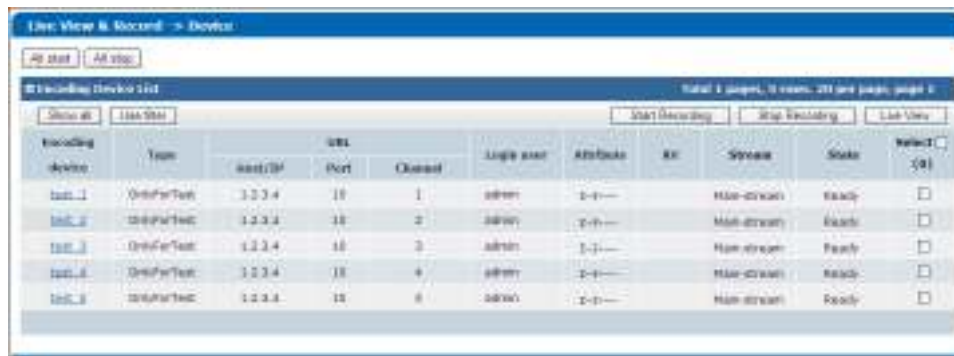 Live View & Record -> Device
All start All stop
Encoding Device List Total 1 pages, 5 rows, 20 per page, page 1
Show all Use filter Start Recording Stop Recording Live View
Encoding device Type URL Host/IP Port Channel Login user Attribute Stream State Select (0)
test_1 OnlyForTest 1.2.3.4 10 1 admin Main-stream Ready
test_2 OnlyForTest 1.2.3.4 10 2 admin Main-stream Ready
test_3 OnlyForTest 1.2.3.4 10 3 admin Main-stream Ready
test_4 OnlyForTest 1.2.3.4 10 4 admin Main-stream Ready
OnlyForTest 1.2.3.4 10 admin Main-stream Ready